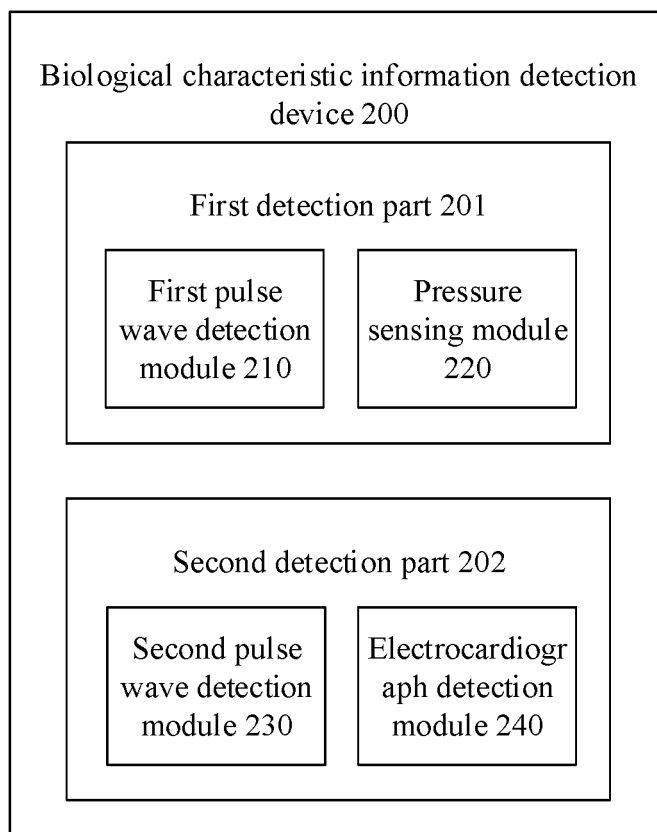 Biological characteristic information detection
device 200
First detection part 201
First pulse
wave detection
module 210
Pressure
sensing module
220
Second detection part 202
Second pulse
wave detection
module 230
Electrocardiogr
aph detection
module 240